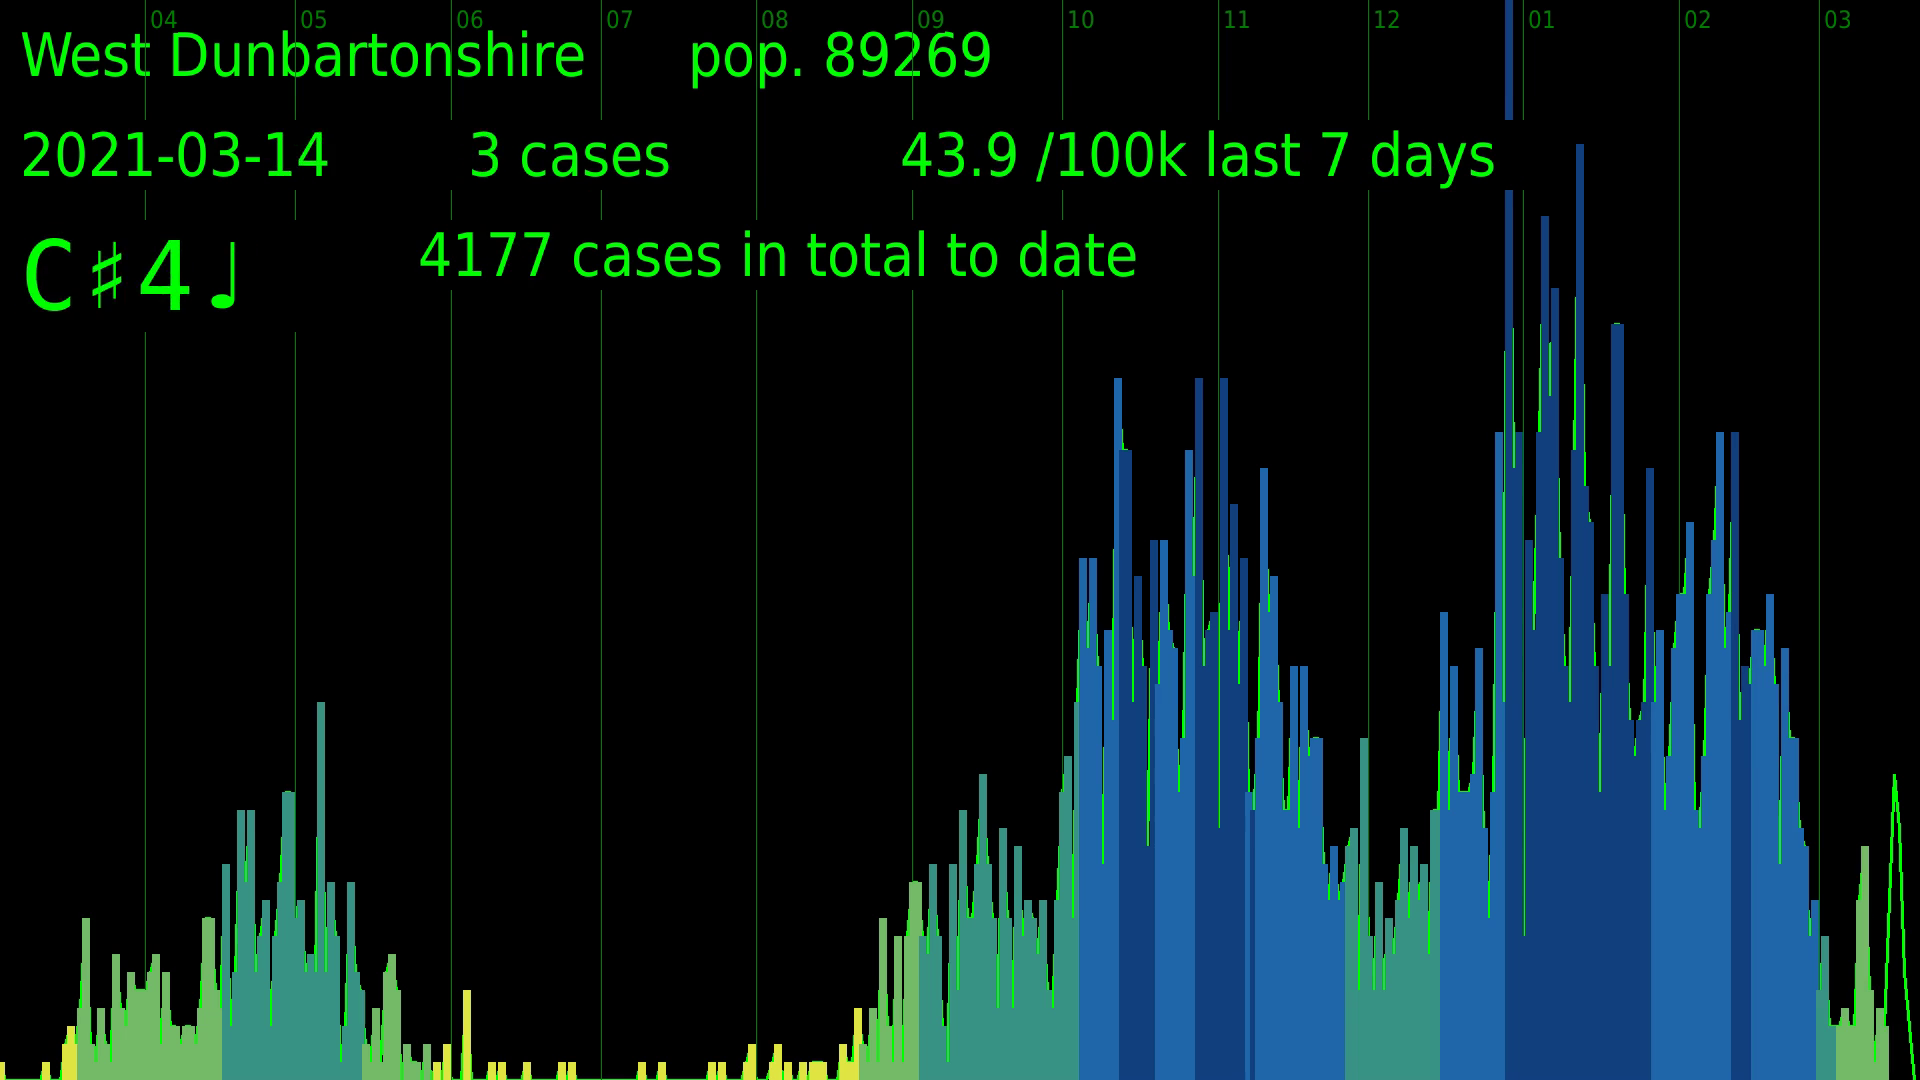 04 05 06 07 08 09 10 11 12 01 02 03
West Dunbartonshire pop. 89269
2021-03-14 3 cases 43.9 /100k last 7 days
C♯4♩ 4177 cases in total to date